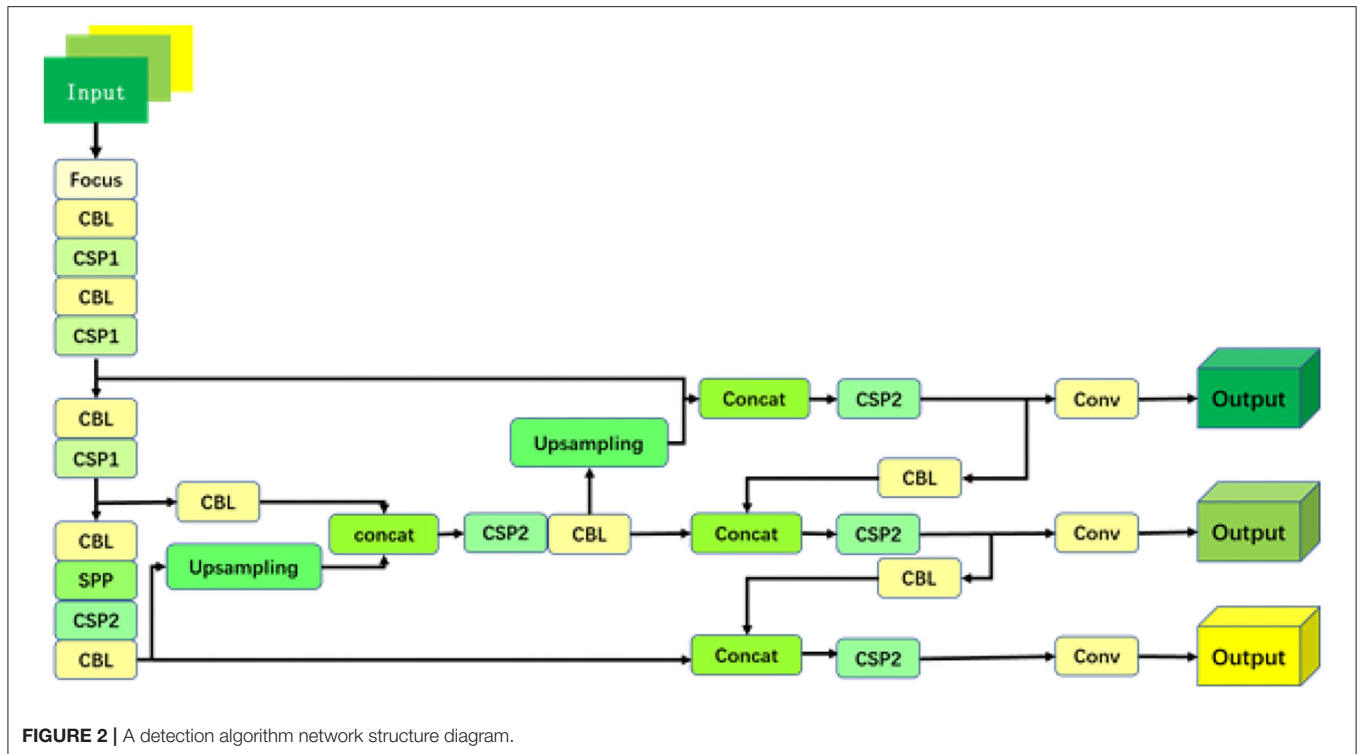 Input
Focus
CBL
CSP1
CBL
CSP1
CBL
CSP1
CBL
SPP
CSP2
CBL
CBL
Upsampling
concat
CSP2
CBL
Upsampling
Concat
CSP2
Conv
Output
CBL
Concat
CSP2
Conv
Output
CBL
Concat
CSP2
Conv
Output
FIGURE 2 | A detection algorithm network structure diagram.